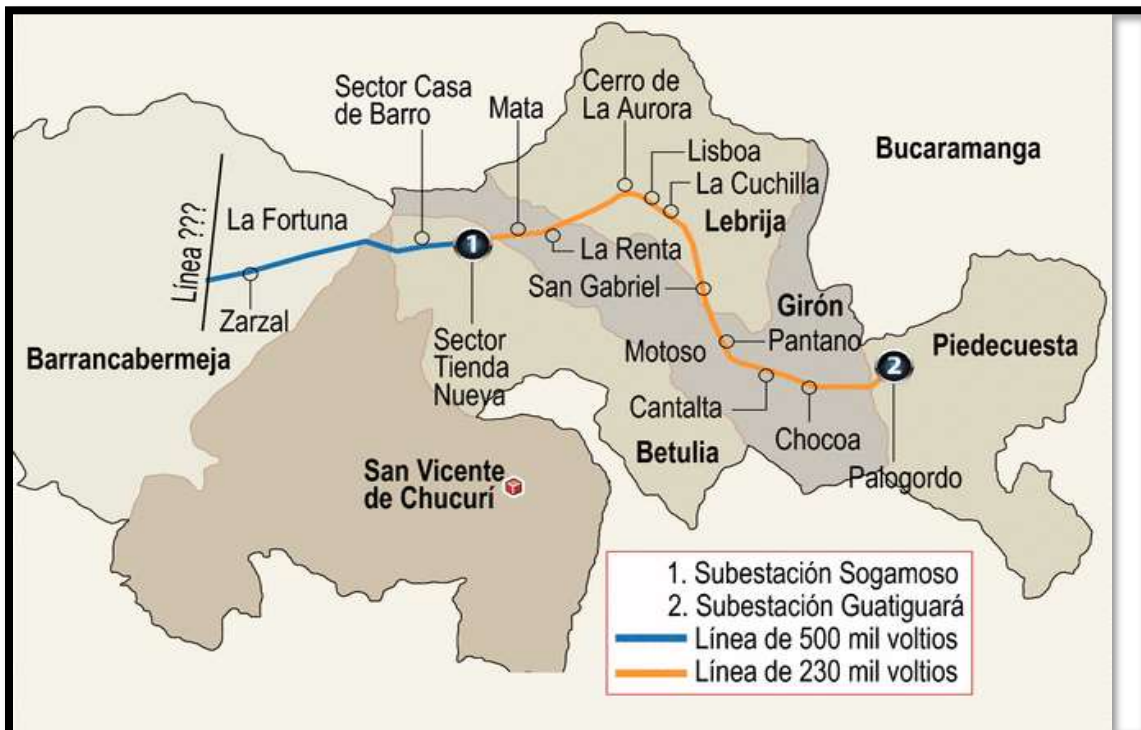 Sector Casa
de Barro
Mata
Cerro de
La Aurora
Lisboa
La Cuchilla
Bucaramanga
Lebrija
Línea ???
La Fortuna
Zarzal
La Renta
San Gabriel
Girón
Pantano
Motoso
Piedecuesta
Barrancabermeja
1
Sector
Tienda
Nueva
2
Cantalta
Chocoa
Betulia
Palogordo
San Vicente
de Chucurí
1. Subestación Sogamoso
2. Subestación Guatiguará
Línea de 500 mil voltios
Línea de 230 mil voltios